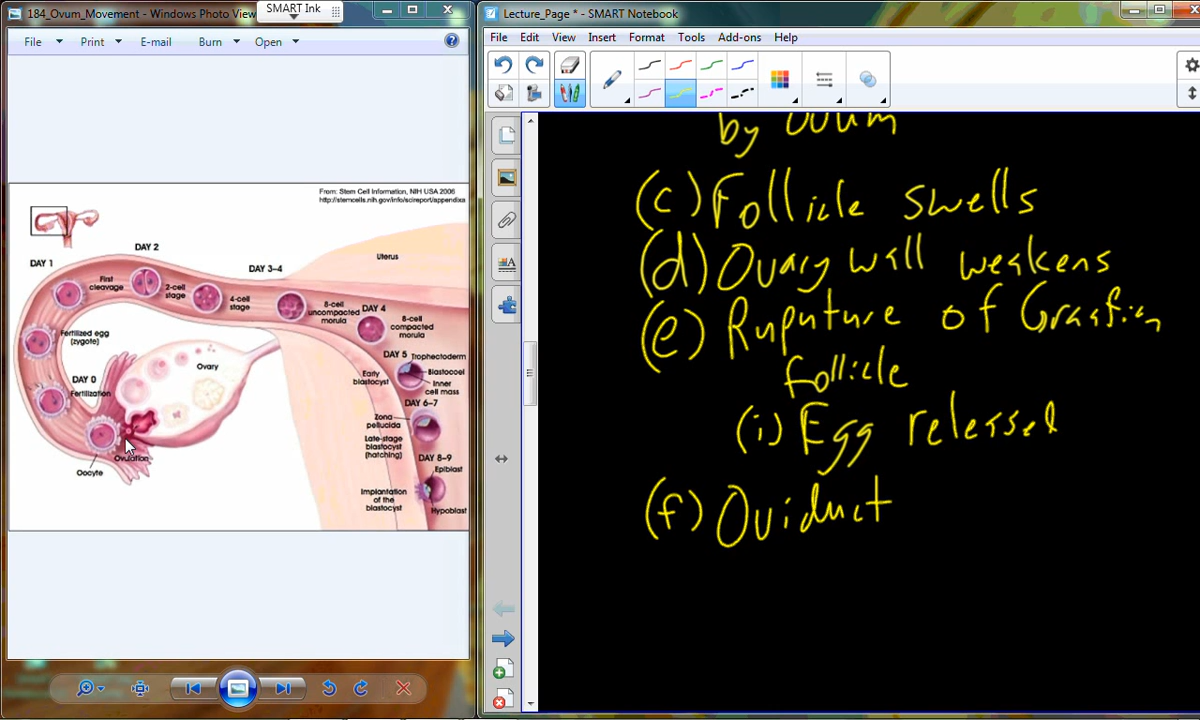 184_Ovum_Movement - Windows Photo View
SMART Ink
File Print E-mail Burn Open
From: Stem Cell Information, NIH USA 2006
http://stemcells.nih.gov/info/scireport/appendixa
DAY 1
DAY 2
DAY 3-4
Uterus
First
cleavage
2-cell
stage
4-cell
stage
8-cell
uncompacted
morula
DAY 4
8-cell
compacted
morula
Fertilized egg
(zygote)
DAY 0
Fertilization
Ovary
DAY 5
Trophectoderm
Early
blastocyst
Blastocoel
Inner
cell mass
DAY 6-7
Zona
pellucida
Late-stage
blastocyst
(hatching)
DAY 8-9
Epiblast
Implantation
of the
blastocyst
Hypoblast
Ovulation
Oocyte
Lecture_Page * - SMART Notebook
File Edit View Insert Format Tools Add-ons Help
by Ovum
(c) Follicle swells
(d) Ovary wall weakens
(e) Ruputure of Graafian
follicle
(i) Egg released
(f) Oviduct